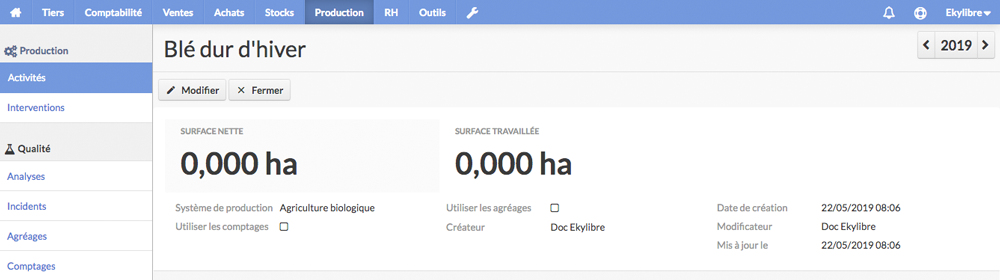 Tiers Comptabilité Ventes Achats Stocks Production RH Outils Ekylibre
Production
Activités
Interventions
Qualité
Analyses
Incidents
Agréages
Comptages
Blé dur d'hiver
2019
Modifier Fermer
SURFACE NETTE SURFACE TRAVAILLÉE
0,000 ha 0,000 ha
Système de production Agriculture biologique Utiliser les agréages Date de création 22/05/2019 08:06
Utiliser les comptages Créateur Doc Ekylibre Modificateur Doc Ekylibre
Mis à jour le 22/05/2019 08:06